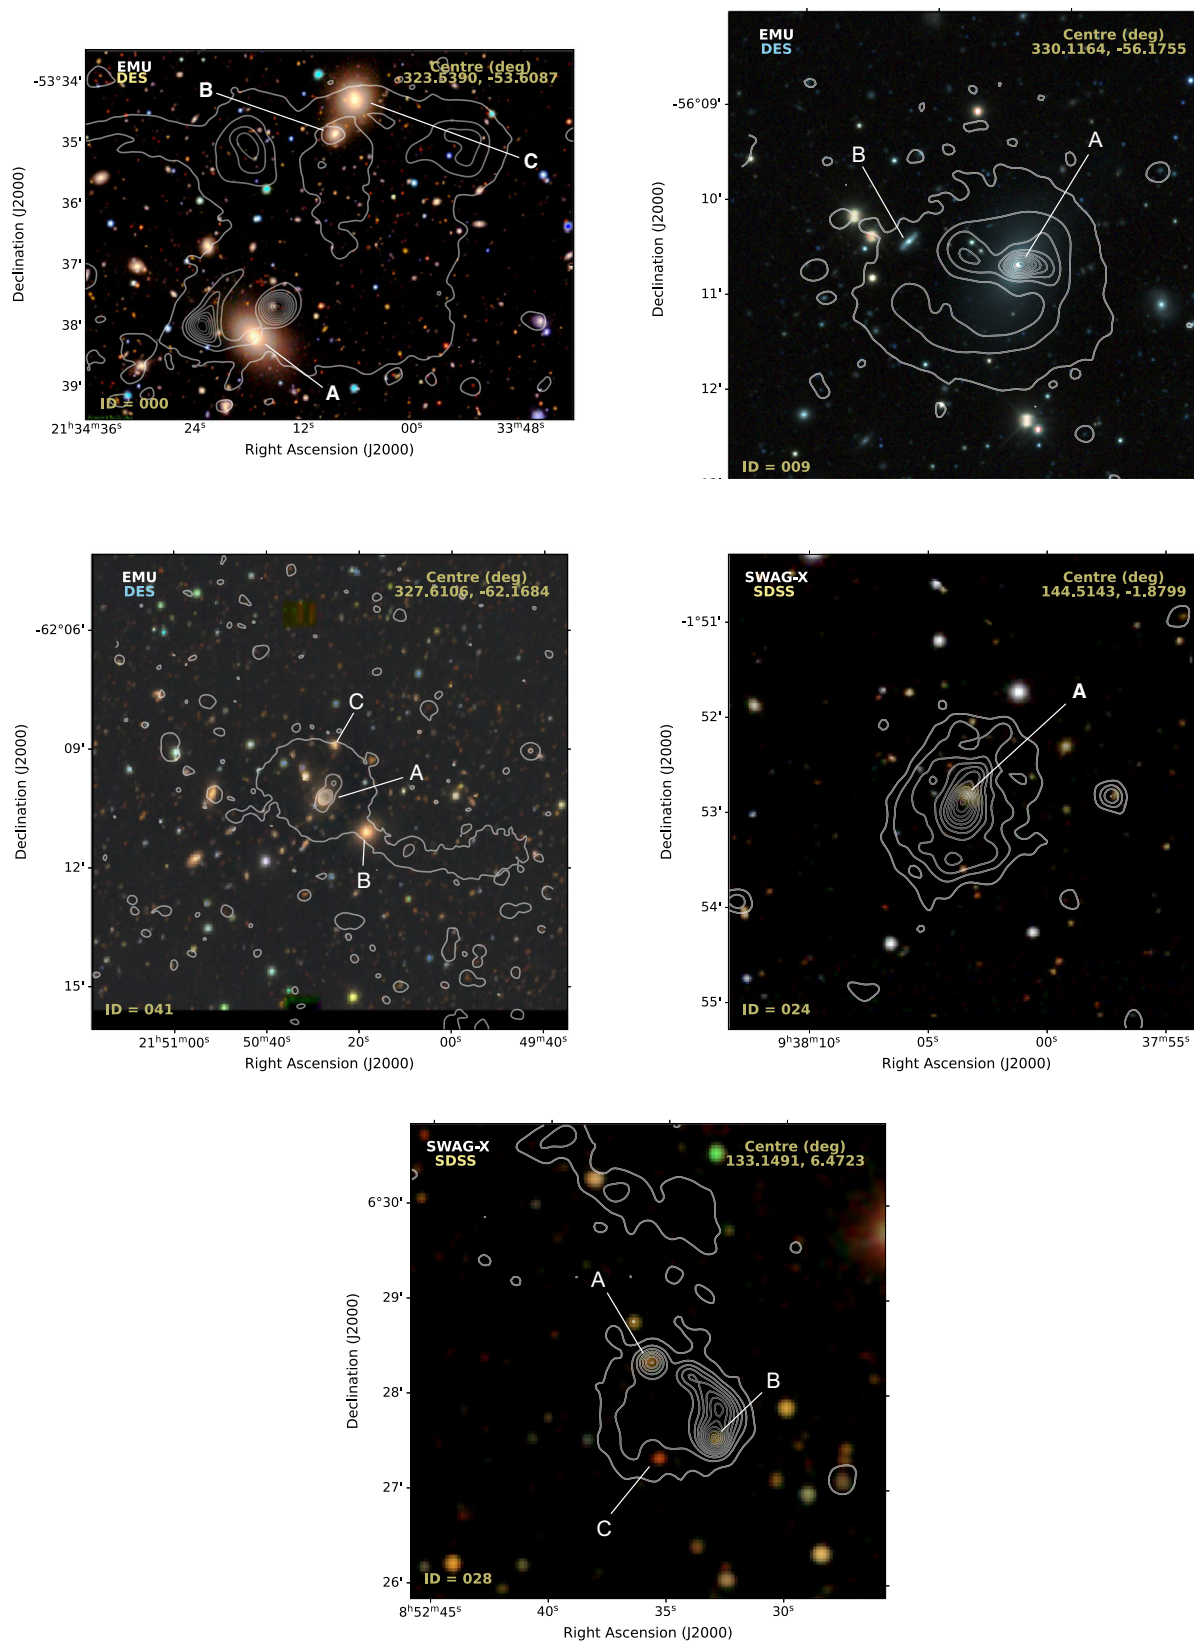 EMU
DES
Centre (deg)
323.5390, -53.6087
B
C
A
ID = 000
-53°34'
35'
36'
37'
38'
39'
Declination (J2000)
21ʰ34ᵐ36ˢ
24ˢ
12ˢ
00ˢ
33ᵐ48ˢ
Right Ascension (J2000)
EMU
DES
Centre (deg)
330.1164, -56.1755
A
B
ID = 009
-56°09'
10'
11'
12'
Declination (J2000)
EMU
DES
Centre (deg)
327.6106, -62.1684
C
A
B
ID = 041
-62°06'
09'
12'
15'
Declination (J2000)
21ʰ51ᵐ00ˢ
50ᵐ40ˢ
20ˢ
00ˢ
49ᵐ40ˢ
Right Ascension (J2000)
SWAG-X
SDSS
Centre (deg)
144.5143, -1.8799
A
ID = 024
-1°51'
52'
53'
54'
55'
Declination (J2000)
9ʰ38ᵐ10ˢ
05ˢ
00ˢ
37ᵐ55ˢ
Right Ascension (J2000)
SWAG-X
SDSS
Centre (deg)
133.1491, 6.4723
A
B
C
ID = 028
6°30'
29'
28'
27'
26'
Declination (J2000)
8ʰ52ᵐ45ˢ
40ˢ
35ˢ
30ˢ
Right Ascension (J2000)